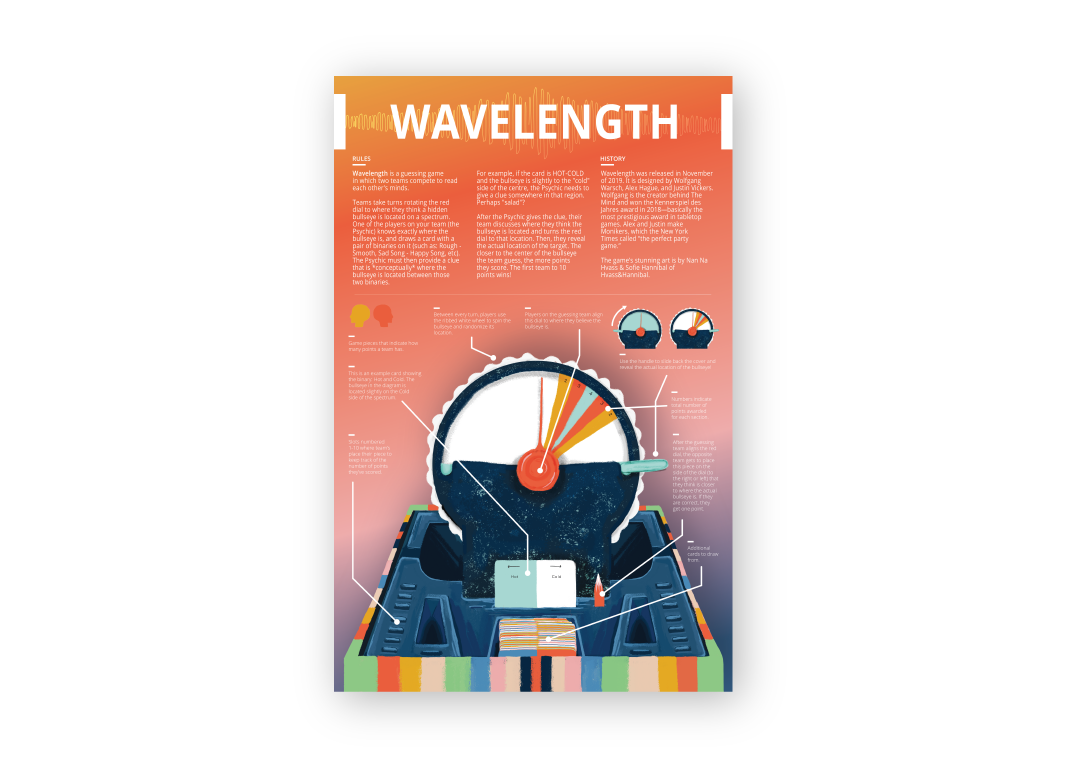 WAVELENGTH
RULES
Wavelength is a guessing game
in which two teams compete to read
each other's minds.
Teams take turns rotating the red
dial to where they think a hidden
bullseye is located on a spectrum.
One of the players on your team (the
Psychic) knows exactly where the
bullseye is, and draws a card with a
pair of binaries on it (such as: Rough -
Smooth, Sad Song - Happy Song, etc).
The Psychic must then provide a clue
that is *conceptually* where the
bullseye is located between those
two binaries.
For example, if the card is HOT-COLD
and the bullseye is slightly to the "cold"
side of the centre, the Psychic needs to
give a clue somewhere in that region.
Perhaps "salad"?
After the Psychic gives the clue, their
team discusses where they think the
bullseye is located and turns the red
dial to that location. Then, they reveal
the actual location of the target. The
closer to the center of the bullseye
the team guess, the more points
they score. The first team to 10
points wins!
HISTORY
Wavelength was released in November
of 2019. It is designed by Wolfgang
Warsch, Alex Hague, and Justin Vickers.
Wolfgang is the creator behind The
Mind and won the Kennerspiel des
Jahres award in 2018—basically the
most prestigious award in tabletop
games. Alex and Justin make
Monikers, which the New York
Times called "the perfect party
game."
The game's stunning art is by Nan Na
Hvass & Sofie Hannibal of
Hvass&Hannibal.
Game pieces that indicate how
many points a team has.
Between every turn, players use
the ribbed white where to spin the
bullseye and randomize its
location.
Players on the guessing team align
this dial to where they believe the
bullseye is.
Use the handle to slide back the cover and
reveal the actual location of the bullseye!
This is an example card showing
the binary: Hot and Cold. The
bullseye in the diagram is
located slightly on the Cold
side of the spectrum.
Numbers indicate
total number of
points awarded
for each section.
Slots numbered
1-10 where team's
place their piece to
keep track of the
number of points
they've scored.
After the guessing
team aligns the red
dial, the opposite
team gets to place
this piece on the
side of the dial (to
the right or left) that
they think is closer
to where the actual
bullseye is. If they
are correct, they
get one point.
Additional
cards to draw
from.
Hot
Cold